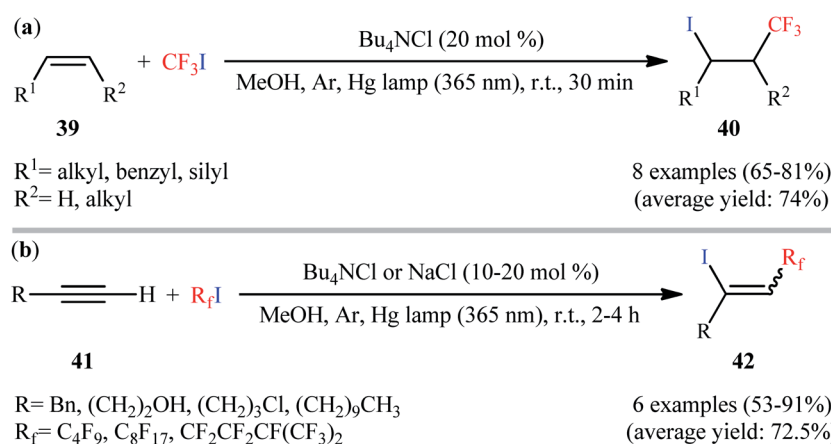 (a)
Bu₄NCl (20 mol %)
R¹ R² + CF₃I
MeOH, Ar, Hg lamp (365 nm), r.t., 30 min
I CF₃
R¹ R²
39
40
R¹= alkyl, benzyl, silyl
R²= H, alkyl
8 examples (65-81%)
(average yield: 74%)
(b)
Bu₄NCl or NaCl (10-20 mol %)
R H + RfI
MeOH, Ar, Hg lamp (365 nm), r.t., 2-4 h
I Rf
R
41
42
R= Bn, (CH₂)₂OH, (CH₂)₃Cl, (CH₂)₉CH₃
Rf= C₄F₉, C₈F₁₇, CF₂CF₂CF(CF₃)₂
6 examples (53-91%)
(average yield: 72.5%